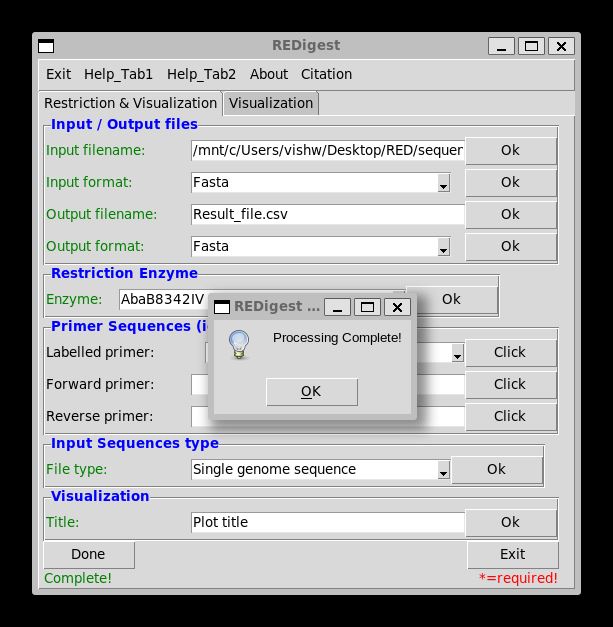 REDigest
Exit Help_Tab1 Help_Tab2 About Citation
Restriction & Visualization Visualization
Input / Output files
Input filename: /mnt/c/Users/vishw/Desktop/RED/sequer Ok
Input format: Fasta Ok
Output filename: Result_file.csv Ok
Output format: Fasta Ok
Restriction Enzyme
Enzyme: AbaB8342IV Ok
REDigest ...
Processing Complete!
OK
Primer Sequences (i
Labelled primer: Click
Forward primer: Click
Reverse primer: Click
Input Sequences type
File type: Single genome sequence Ok
Visualization
Title: Plot title Ok
Done Exit
Complete! *=required!